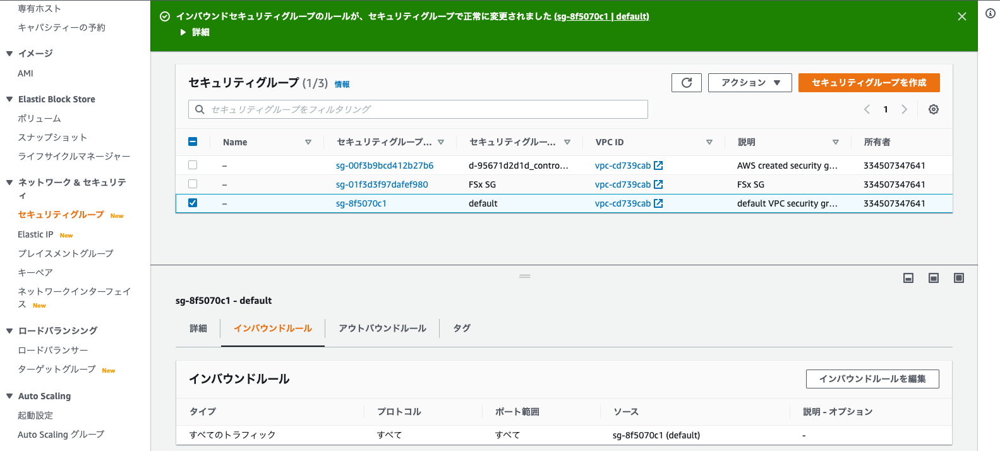 専有ホスト
キャパシティーの予約
イメージ
AMI
Elastic Block Store
ボリューム
スナップショット
ライフサイクルマネージャー
ネットワーク & セキュリテ
ィ
セキュリティグループ New
Elastic IP New
プレイスメントグループ
キーペア
ネットワークインターフェイ
ス New
ロードバランシング
ロードバランサー
ターゲットグループ New
Auto Scaling
起動設定
Auto Scaling グループ
インバウンドセキュリティグループのルールが、セキュリティグループで正常に変更されました (sg-8f5070c1 | default)
詳細
セキュリティグループ (1/3) 情報
アクション
セキュリティグループを作成
セキュリティグループをフィルタリング
1
Name セキュリティグループ... セキュリティグルー... VPC ID 説明 所有者
– sg-00f3b9bcd412b27b6 d-95671d2d1d_contro... vpc-cd739cab AWS created security g... 334507347641
– sg-01f3d3f97dafef980 FSx SG vpc-cd739cab FSx SG 334507347641
– sg-8f5070c1 default vpc-cd739cab default VPC security gr... 334507347641
sg-8f5070c1 - default
詳細 インバウンドルール アウトバウンドルール タグ
インバウンドルール
インバウンドルールを編集
タイプ プロトコル ポート範囲 ソース 説明 - オプション
すべてのトラフィック すべて すべて sg-8f5070c1 (default) -